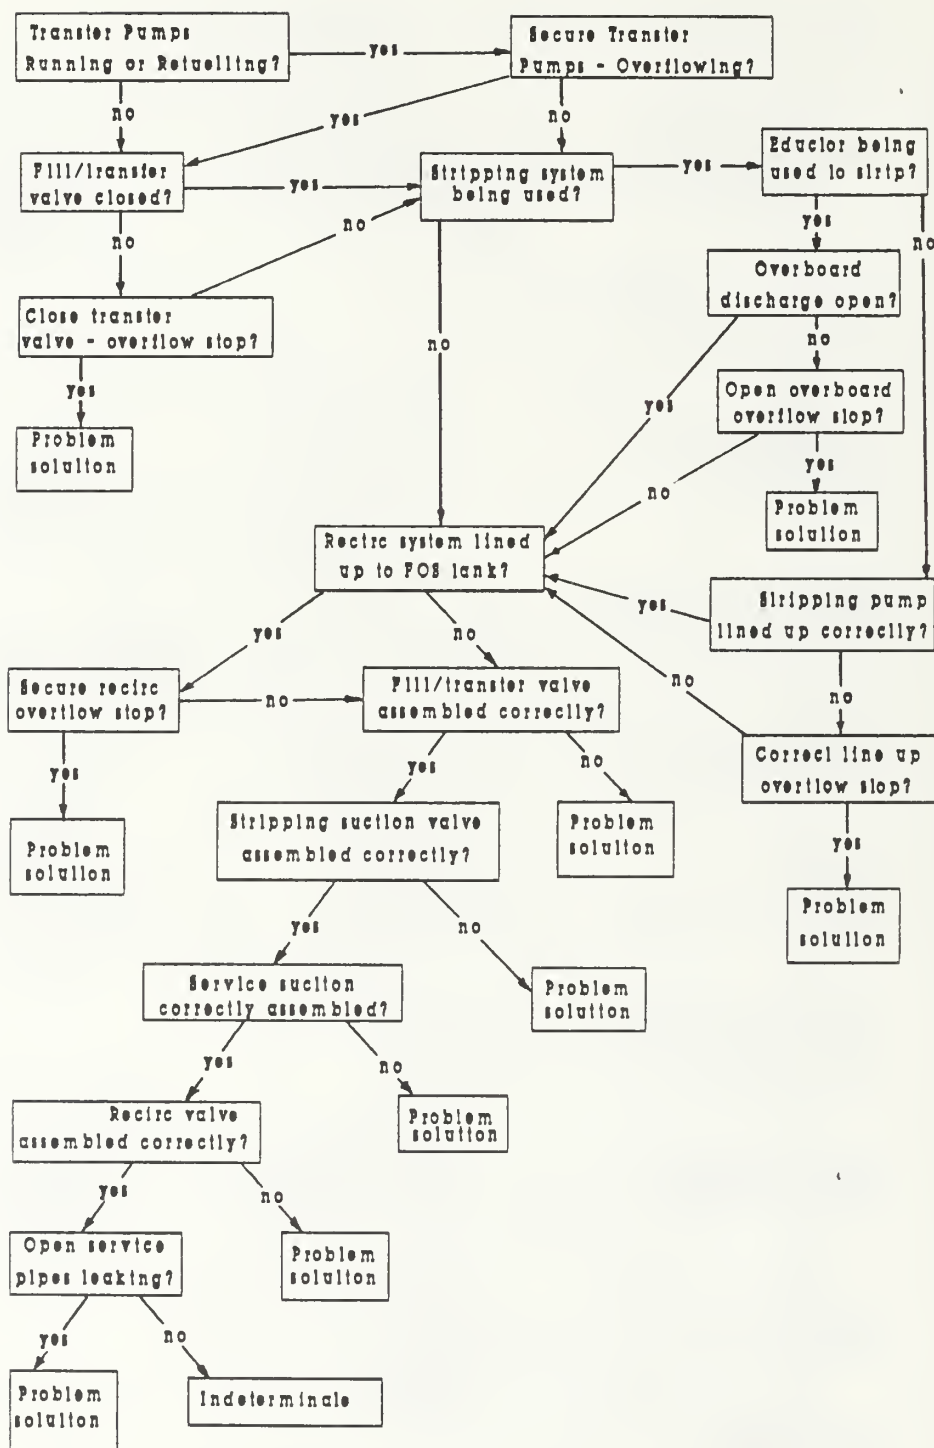 Transfer Pumps
Running or Refuelling?
yes
Secure Transfer
Pumps - Overflowing?
no
yes
no
Fill/transfer
valve closed?
yes
Stripping system
being used?
yes
Eductor being
used to strip?
no
no
yes
no
Overboard
discharge open?
Close transfer
valve - overflow stop?
no
no
yes
yes
Open overboard
overflow stop?
Problem
solution
no
yes
Problem
solution
Recirc system lined
up to FOS tank?
yes
Stripping pump
lined up correctly?
yes
no
no
no
Secure recirc
overflow stop?
no
Fill/transfer valve
assembled correctly?
Correct line up
overflow stop?
yes
yes
no
yes
Problem
solution
Stripping suction valve
assembled correctly?
Problem
solution
Problem
solution
yes
no
Service suction
correctly assembled?
Problem
solution
yes
no
Recirc valve
assembled correctly?
Problem
solution
yes
no
Open service
pipes leaking?
Problem
solution
yes
no
Problem
solution
Indeterminate